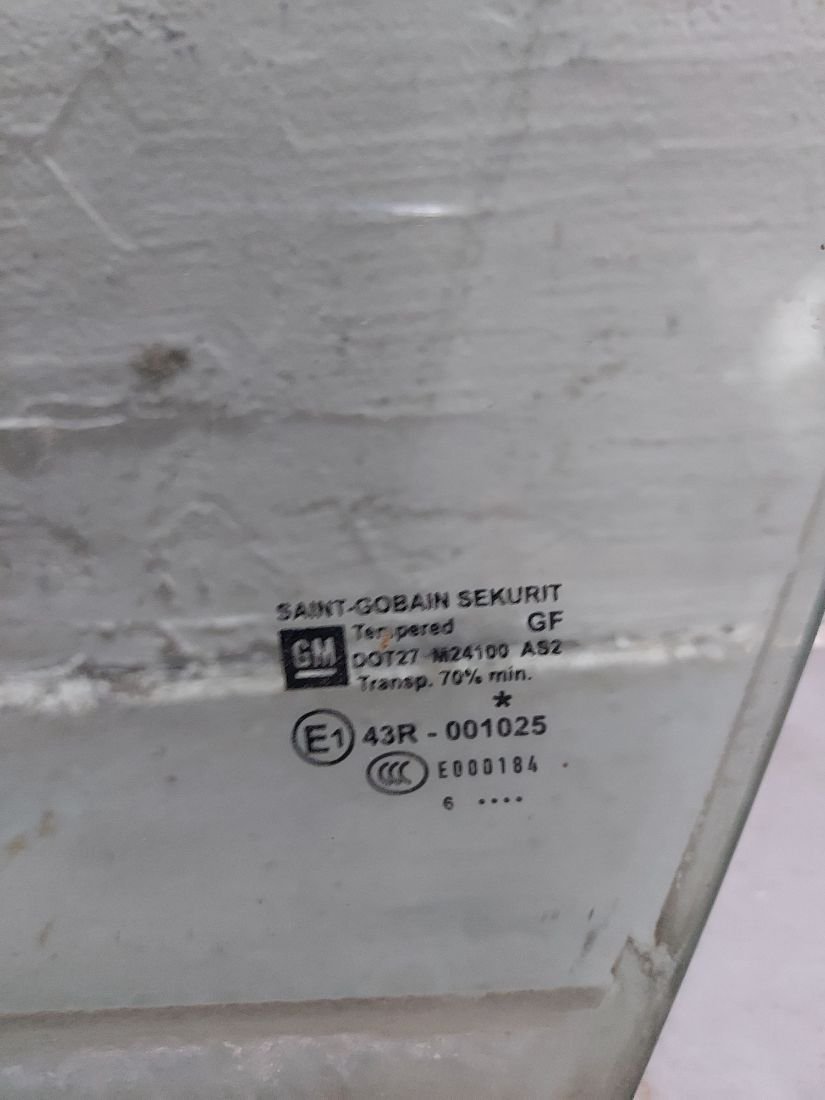 SAINT-GOBAIN SEKURIT
GM Tempered GF
DOT27 M24100 AS2
Transp. 70% min.
*
E1 43R - 001025
CCC E000184
6 ····